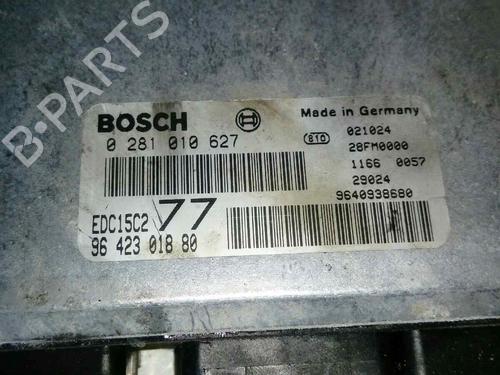 BOSCH
Made in Germany
0 281 010 627
810
021024
28FM0000
1166 0057
29024
9640938680
EDC15C2 77
96 423 018 80